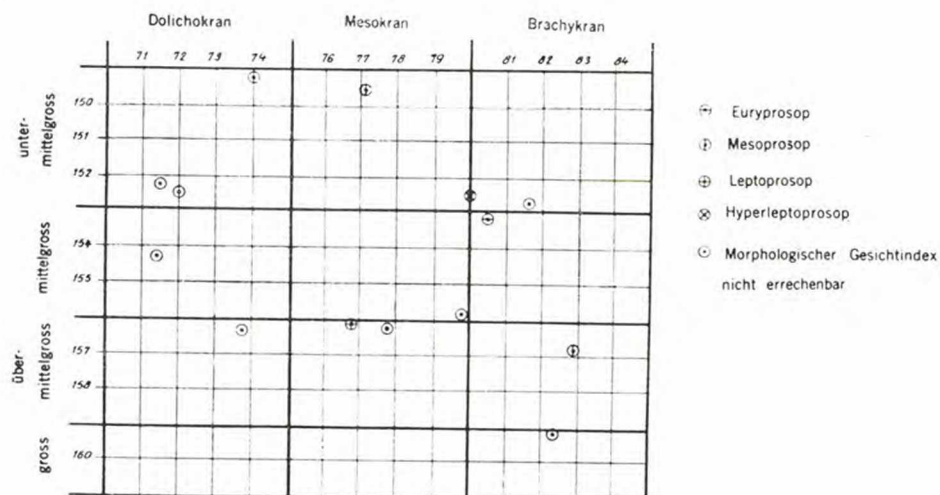 Dolichokran Mesokran Brachykran
71 72 73 74 76 77 78 79 81 82 83 84
unter-
mittelgross
150
151
152
mittelgross
154
155
über-
mittelgross
157
158
gross
160
Euryprosop
Mesoprosop
Leptoprosop
Hyperleptoprosop
Morphologischer Gesichtindex
nicht errechenbar